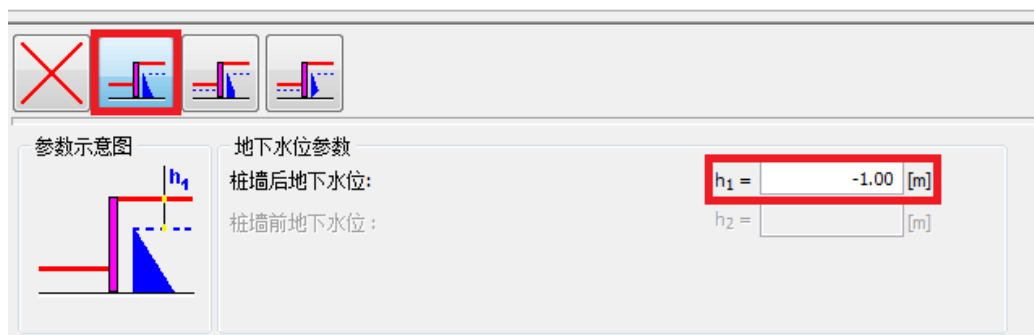 参数示意图
h1
地下水位参数
桩墙后地下水位: h1 = -1.00 [m]
桩墙前地下水位： h2 = [m]